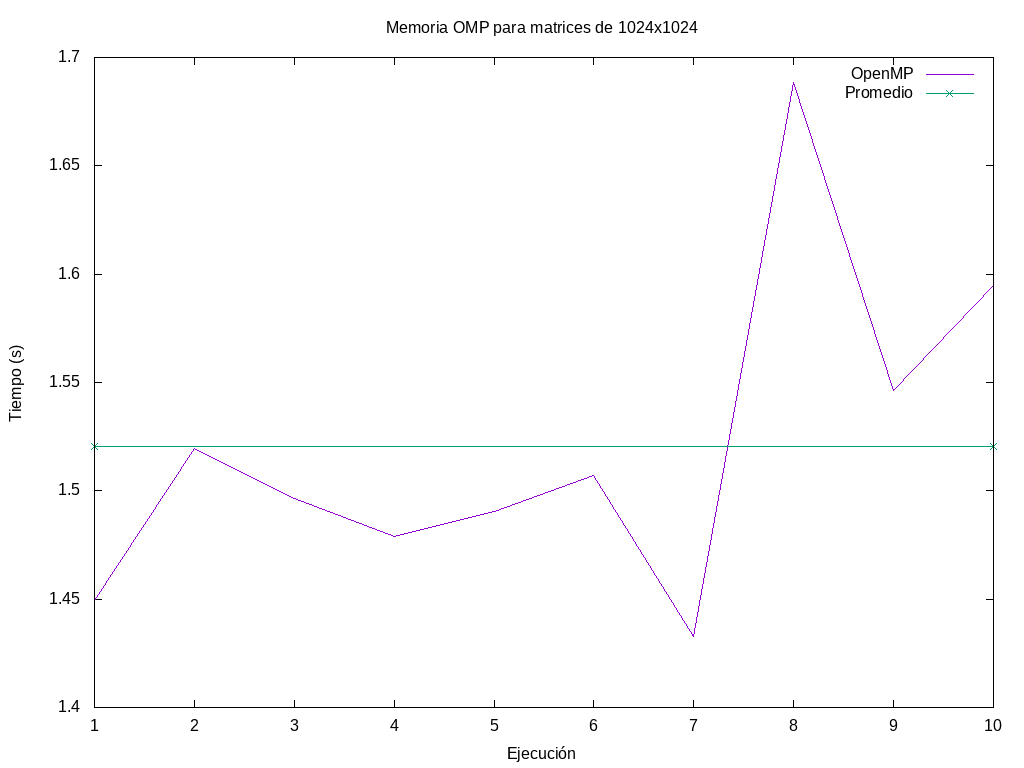 Memoria OMP para matrices de 1024x1024
OpenMP
Promedio
1.7
1.65
1.6
1.55
1.5
1.45
1.4
Tiempo (s)
1 2 3 4 5 6 7 8 9 10
Ejecución